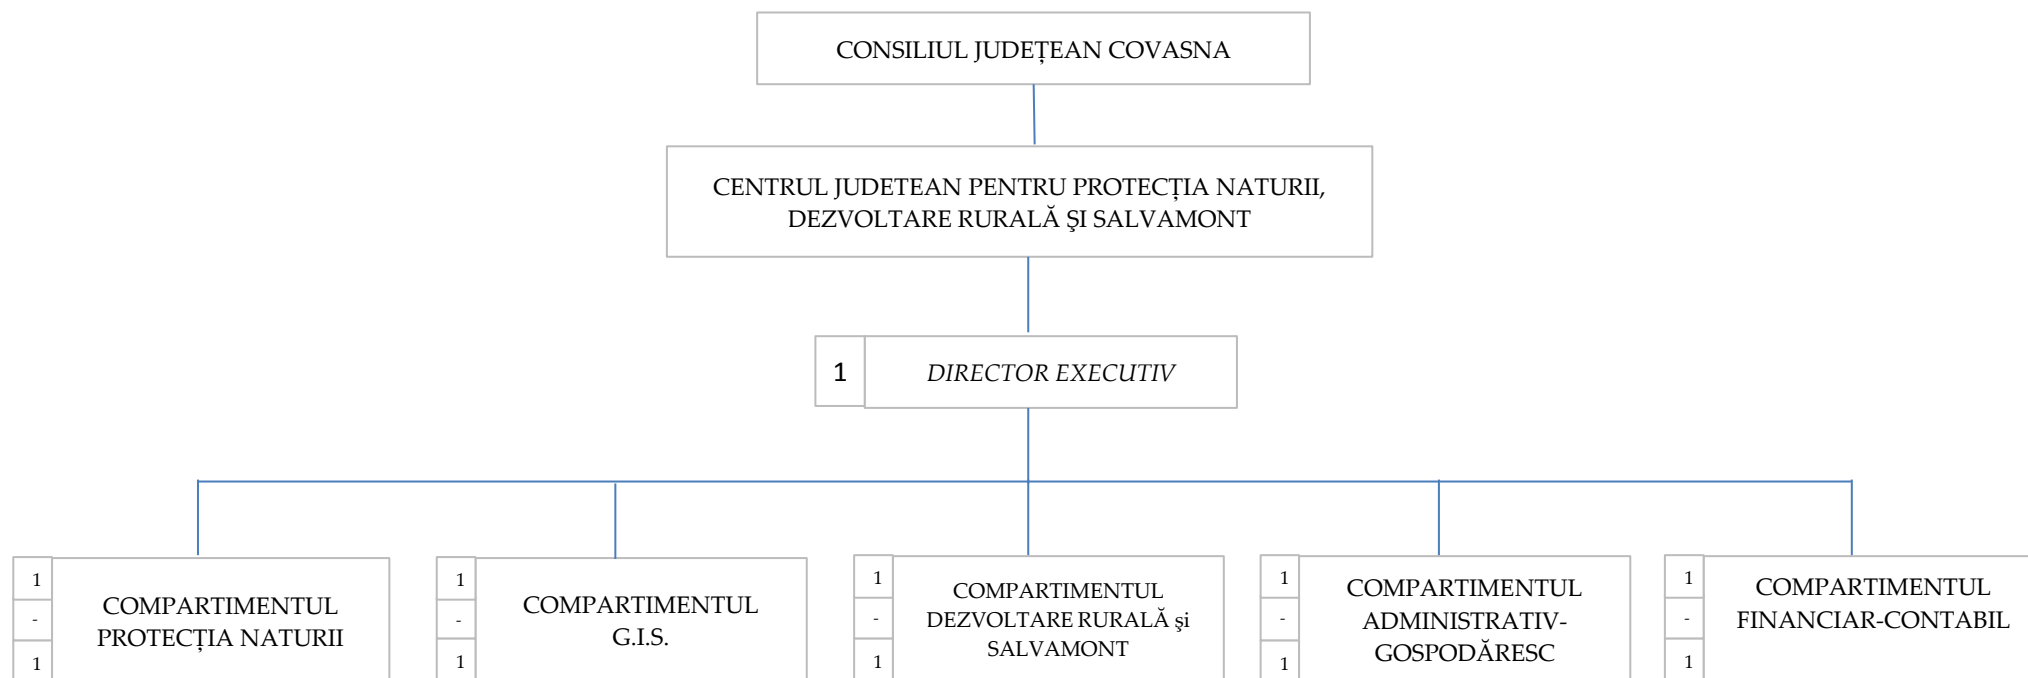 CONSILIUL JUDEȚEAN COVASNA
CENTRUL JUDETEAN PENTRU PROTECȚIA NATURII,
DEZVOLTARE RURALĂ ŞI SALVAMONT
1
DIRECTOR EXECUTIV
1
-
1
COMPARTIMENTUL
PROTECȚIA NATURII
1
-
1
COMPARTIMENTUL
G.I.S.
1
-
1
COMPARTIMENTUL
DEZVOLTARE RURALĂ şi
SALVAMONT
1
-
1
COMPARTIMENTUL
ADMINISTRATIV-
GOSPODĂRESC
1
-
1
COMPARTIMENTUL
FINANCIAR-CONTABIL